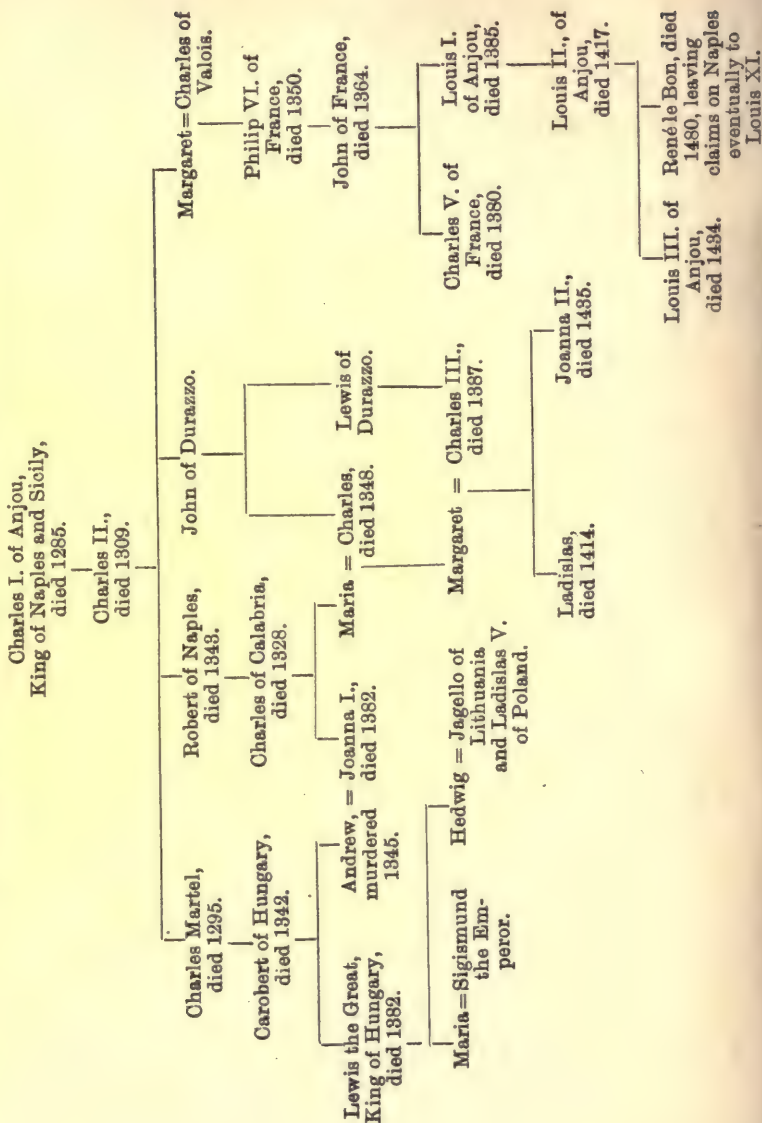 Charles I. of Anjou,
King of Naples and Sicily,
died 1285.
Charles II.,
died 1309.
Charles Martel,
died 1295.
Robert of Naples,
died 1343.
John of Durazzo.
Margaret=Charles of
Valois.
Carobert of Hungary,
died 1342.
Charles of Calabria,
died 1328.
Philip VI. of
France,
died 1350.
John of France,
died 1364.
Lewis the Great,
King of Hungary,
died 1382.
Andrew, = Joanna I.,
murdered died 1382.
1345.
Maria = Charles,
died 1348.
Lewis of
Durazzo.
Charles V. of
France,
died 1380.
Louis I.
of Anjou,
died 1385.
Maria=Sigismund
the Em-
peror.
Hedwig = Jagello of
Lithuania
and Ladislas V.
of Poland.
Margaret = Charles III.,
died 1387.
Louis II., of
Anjou,
died 1417.
Ladislas,
died 1414.
Joanna II.,
died 1435.
Louis III. of
Anjou,
died 1434.
René le Bon, died
1480, leaving
claims on Naples
eventually to
Louis XI.